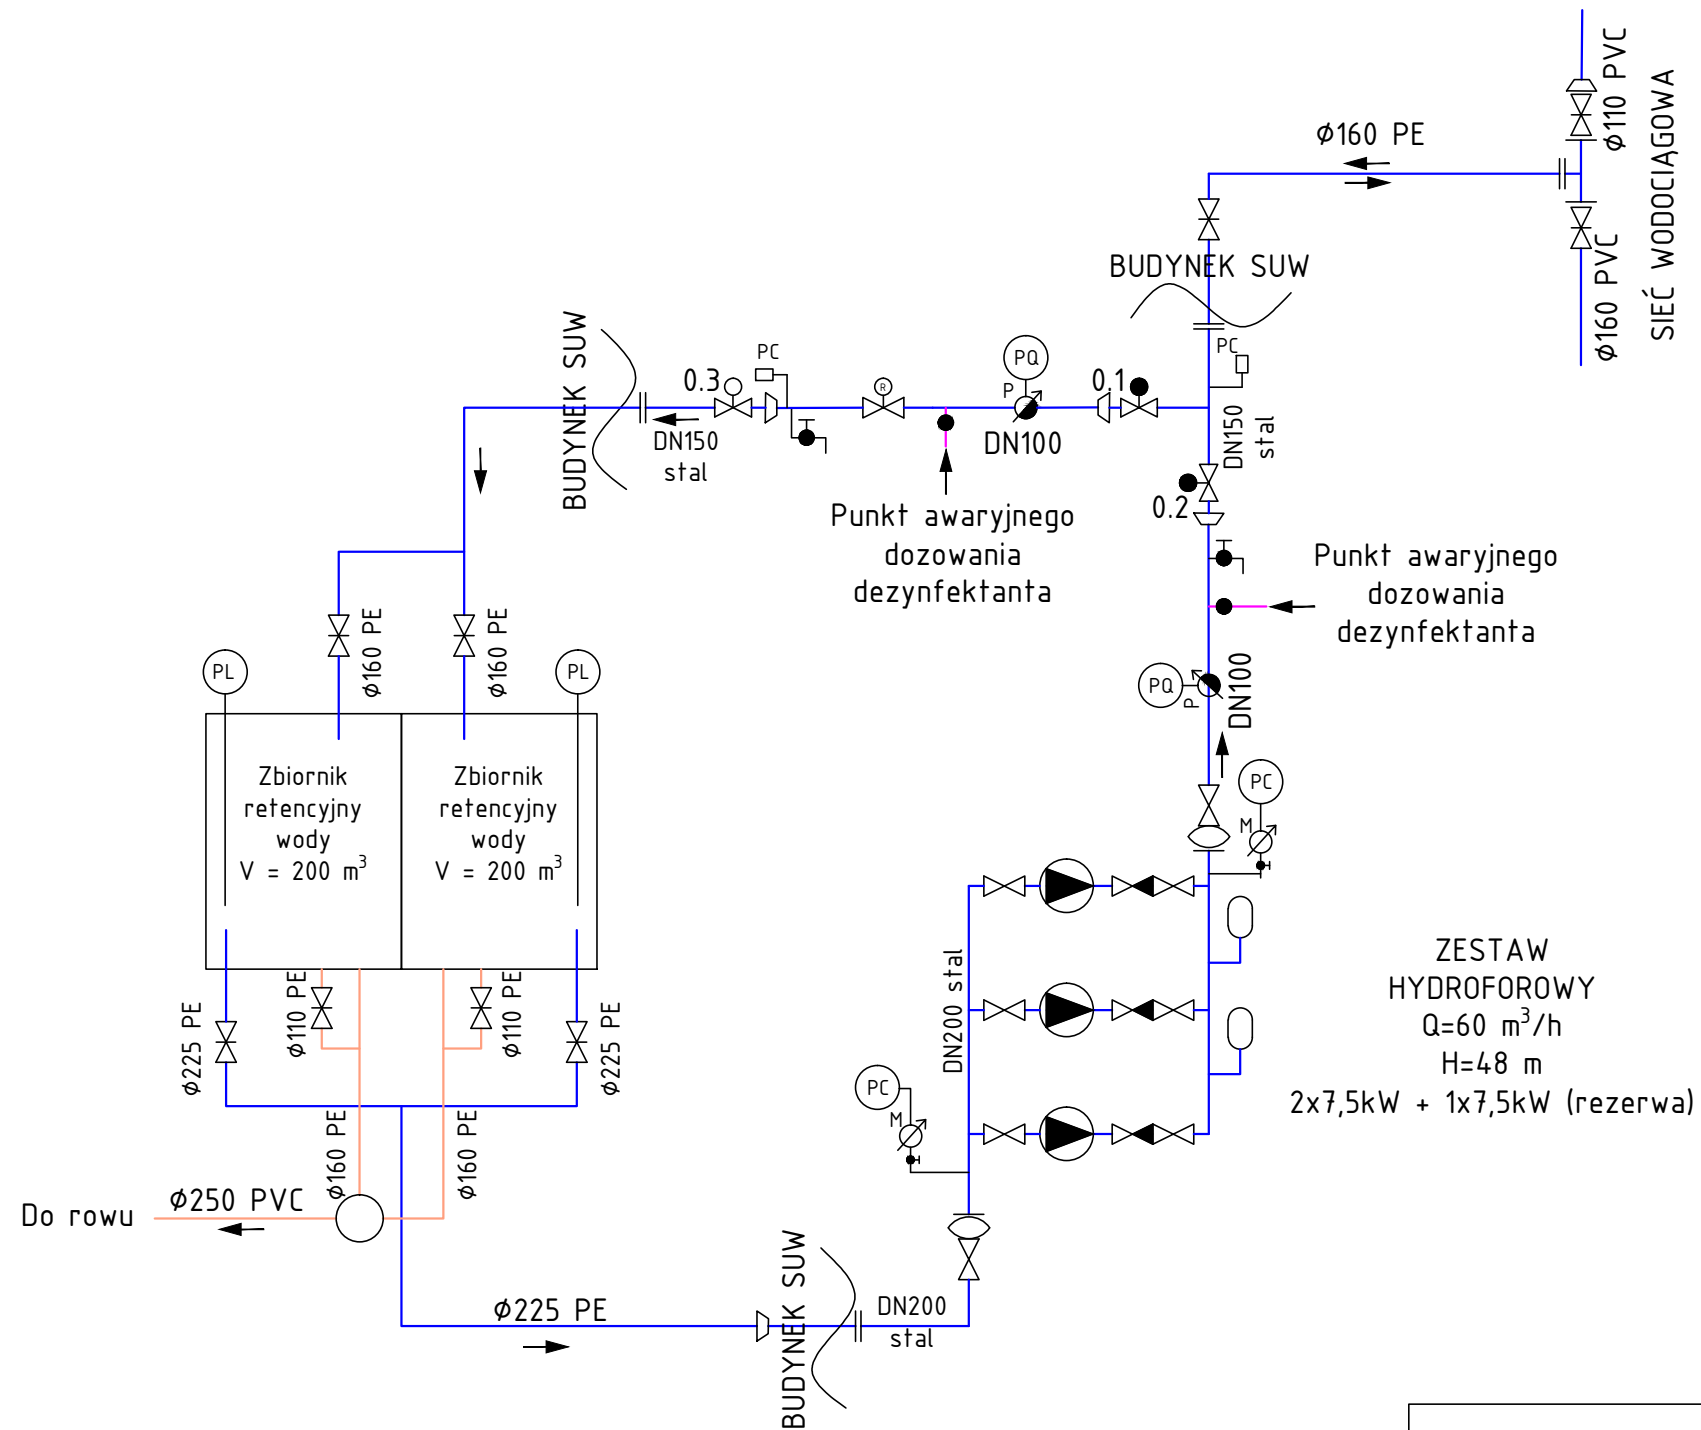 ø110 PVC
SIEĆ WODOCIĄGOWA
ø160 PE
ø160 PVC
BUDYNEK SUW
PC
PC
PQ
P
0.3
R
0.1
BUDYNEK SUW
DN150
stal
DN100
DN150
stal
0.2
Punkt awaryjnego
dozowania
dezynfektanta
Punkt awaryjnego
dozowania
dezynfektanta
ø160 PE
ø160 PE
PL
PL
PQ
P
DN100
Zbiornik
retencyjny
wody
V = 200 m³
Zbiornik
retencyjny
wody
V = 200 m³
PC
M
ø225 PE
ø110 PE
ø110 PE
ø225 PE
DN200 stal
ZESTAW
HYDROFOROWY
Q=60 m³/h
H=48 m
2x7,5kW + 1x7,5kW (rezerwa)
PC
M
ø160 PE
ø160 PE
Do rowu
ø250 PVC
BUDYNEK SUW
ø225 PE
DN200
stal